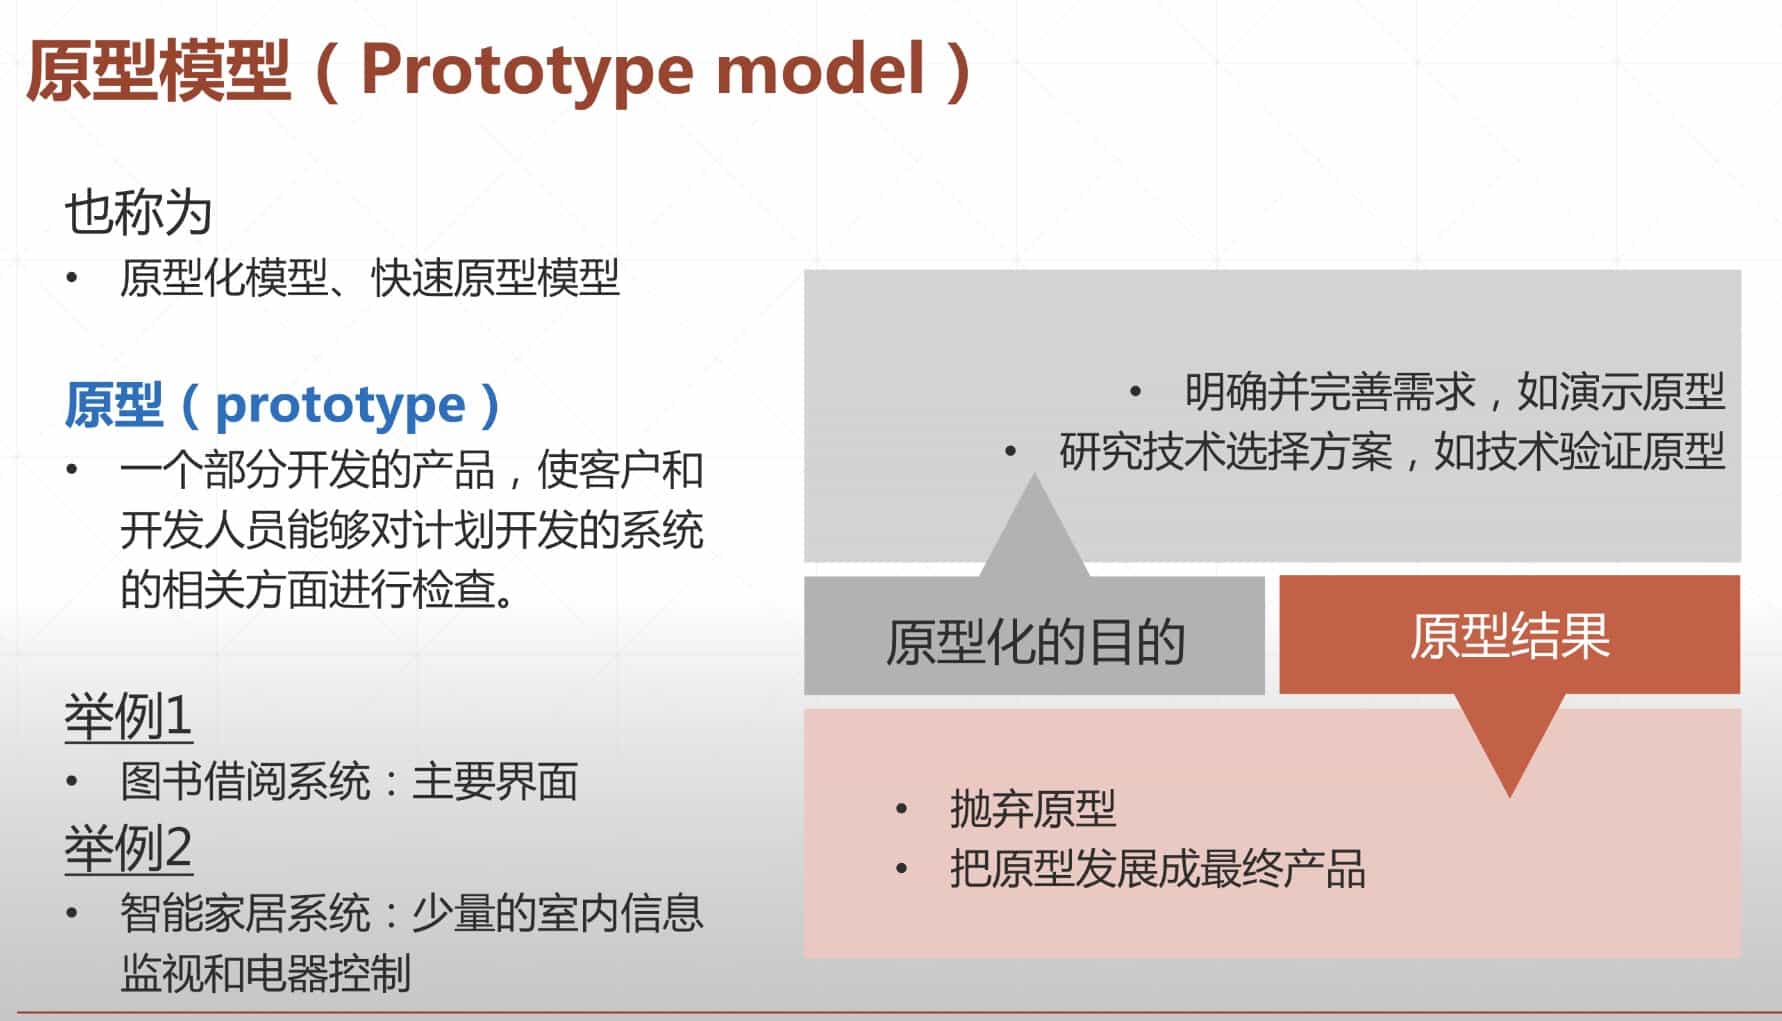 原型模型（Prototype model）
也称为
• 原型化模型、快速原型模型
原型（prototype）
• 一个部分开发的产品，使客户和
开发人员能够对计划开发的系统
的相关方面进行检查。
举例1
• 图书借阅系统：主要界面
举例2
• 智能家居系统：少量的室内信息
监视和电器控制
• 明确并完善需求，如演示原型
• 研究技术选择方案，如技术验证原型
原型化的目的
原型结果
• 抛弃原型
• 把原型发展成最终产品